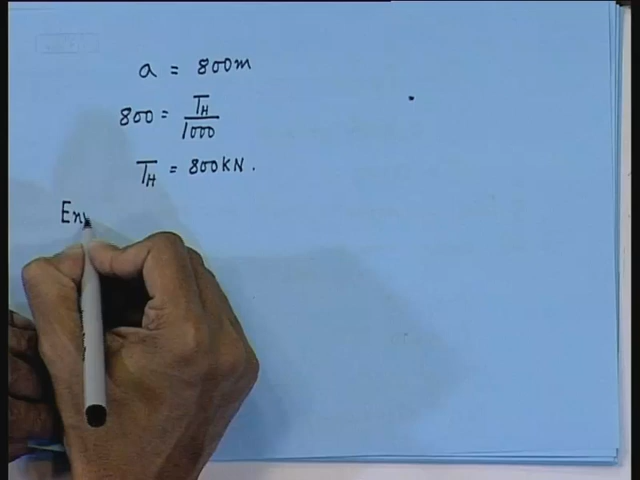 a = 800m
800 = T_H / 1000
T_H = 800KN.